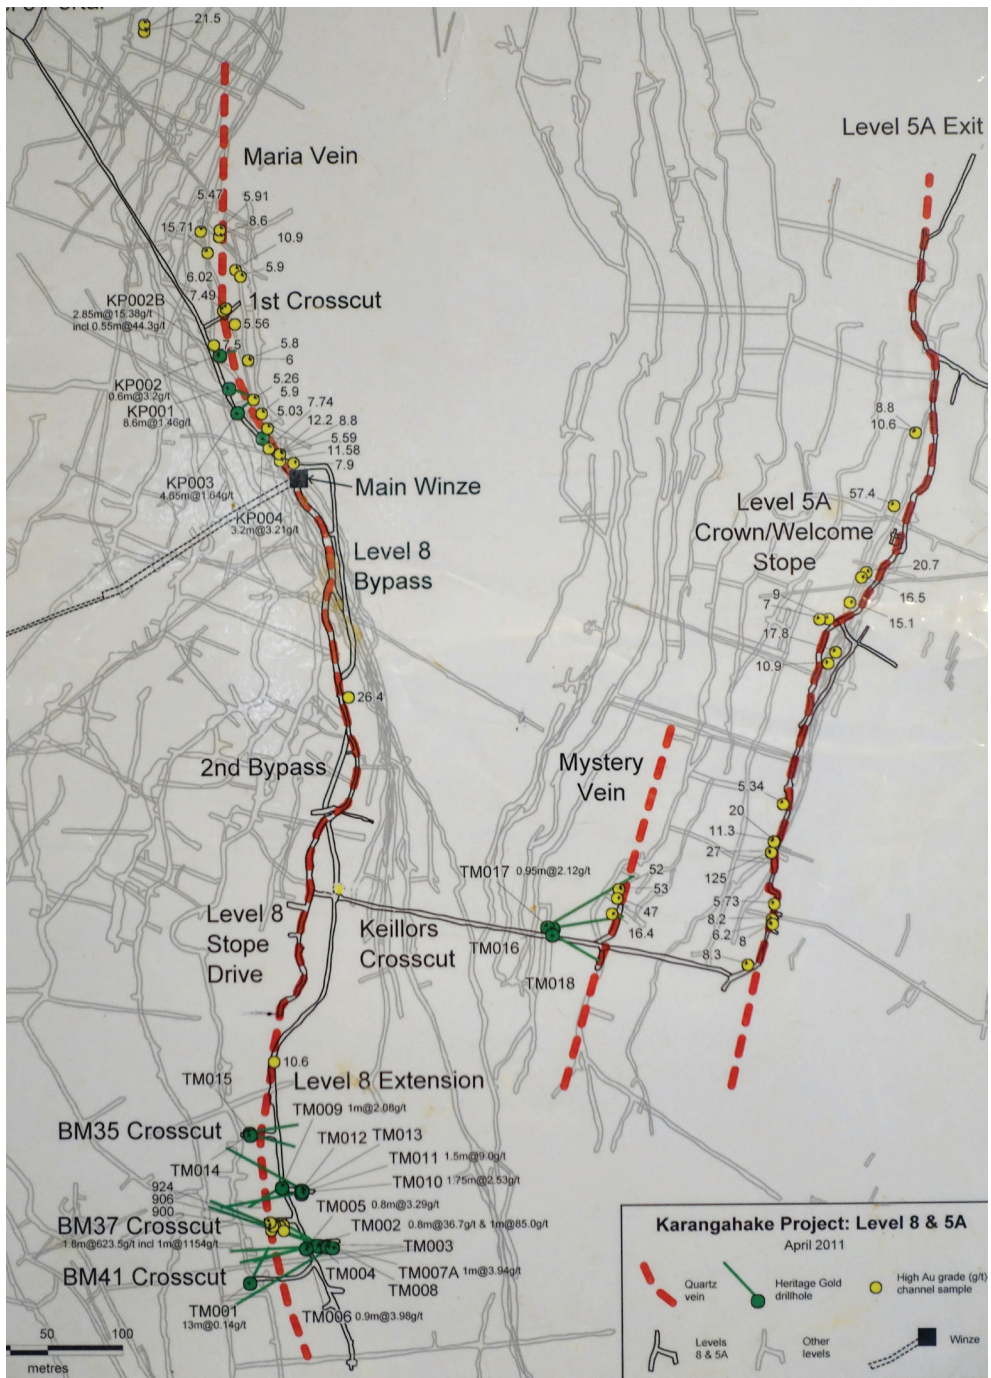 21.5
Maria Vein
Level 5A Exit
5.47
5.91
15.71
8.6
10.9
6.02
5.9
7.49
KP002B
2.85m@15.38g/t
incl 0.55m@44.3g/t
1st Crosscut
5.56
7.5
5.8
6
KP002
0.6m@3.2g/t
5.26
5.9
KP001
8.6m@1.46g/t
5.03
7.74
12.2
8.8
5.59
11.58
7.9
8.8
10.6
KP003
4.65m@1.64g/t
Main Winze
KP004
3.2m@3.21g/t
57.4
Level 5A
Crown/Welcome
Stope
Level 8
Bypass
20.7
9
7
16.5
15.1
17.8
10.9
26.4
2nd Bypass
Mystery
Vein
5.34
20
11.3
27
TM017 0.95m@2.12g/t
52
53
125
47
5.73
16.4
8.2
6.2
8
8.3
Level 8
Stope
Drive
Keillors
Crosscut
TM016
TM018
10.6
TM015
Level 8 Extension
TM009 1m@2.08g/t
BM35 Crosscut
TM012
TM013
TM011 1.5m@9.0g/t
TM014
TM010 1.75m@2.53g/t
924
906
900
TM005 0.8m@3.29g/t
BM37 Crosscut
1.8m@623.5g/t incl 1m@1154g/t
TM002 0.8m@36.7g/t & 1m@85.0g/t
TM003
BM41 Crosscut
TM004
TM007A 1m@3.94g/t
TM008
TM001
13m@0.14g/t
TM006 0.9m@3.98g/t
50
100
metres
Karangahake Project: Level 8 & 5A
April 2011
Quartz
vein
Heritage Gold
drillhole
High Au grade (g/t)
channel sample
Levels
8 & 5A
Other
levels
Winze